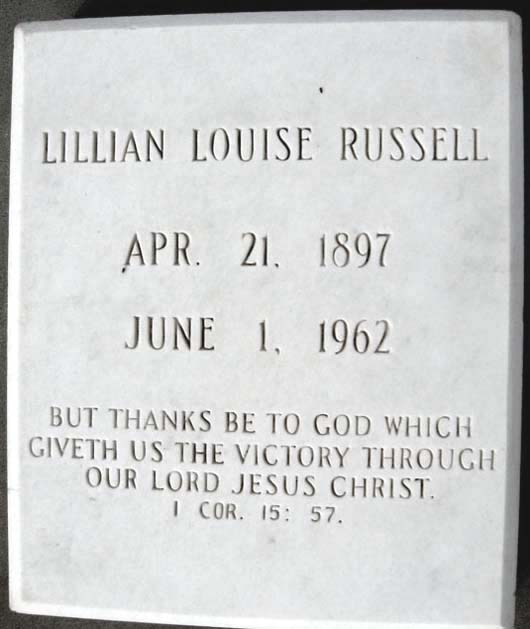 LILLIAN LOUISE RUSSELL
APR. 21, 1897
JUNE 1, 1962
BUT THANKS BE TO GOD WHICH
GIVETH US THE VICTORY THROUGH
OUR LORD JESUS CHRIST.
I COR. 15: 57.